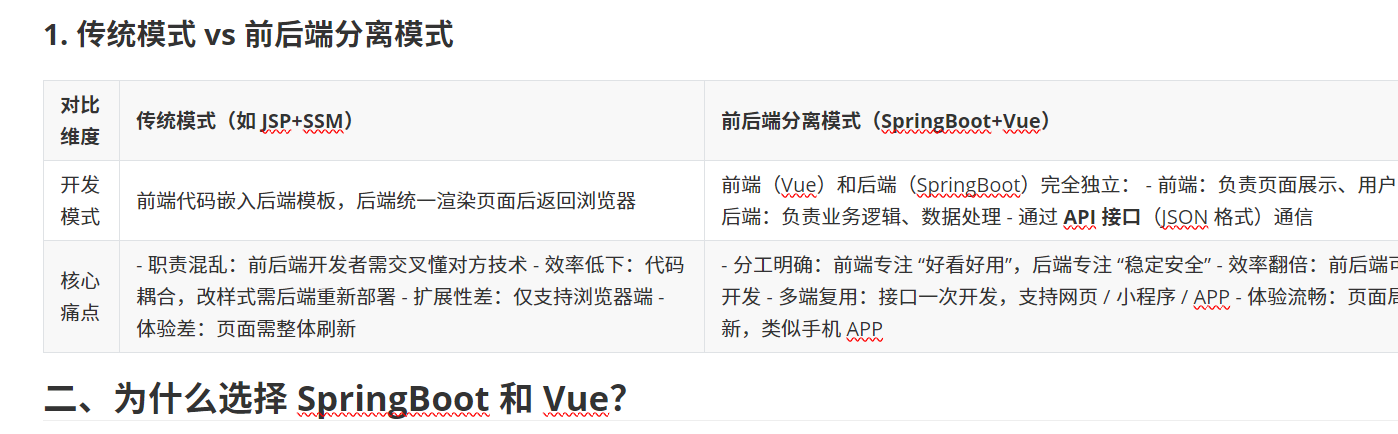 1. 传统模式 vs 前后端分离模式
对比
维度
传统模式（如 JSP+SSM）
前后端分离模式（SpringBoot+Vue）
开发
模式
前端代码嵌入后端模板，后端统一渲染页面后返回浏览器
前端（Vue）和后端（SpringBoot）完全独立： - 前端：负责页面展示、用户
后端：负责业务逻辑、数据处理 - 通过 API 接口（JSON 格式）通信
核心
痛点
- 职责混乱：前后端开发者需交叉懂对方技术 - 效率低下：代码
耦合，改样式需后端重新部署 - 扩展性差：仅支持浏览器端 -
体验差：页面需整体刷新
- 分工明确：前端专注 “好看好用”，后端专注 “稳定安全” - 效率翻倍：前后端
开发 - 多端复用：接口一次开发，支持网页 / 小程序 / APP - 体验流畅：页面
新，类似手机 APP
二、为什么选择 SpringBoot 和 Vue？